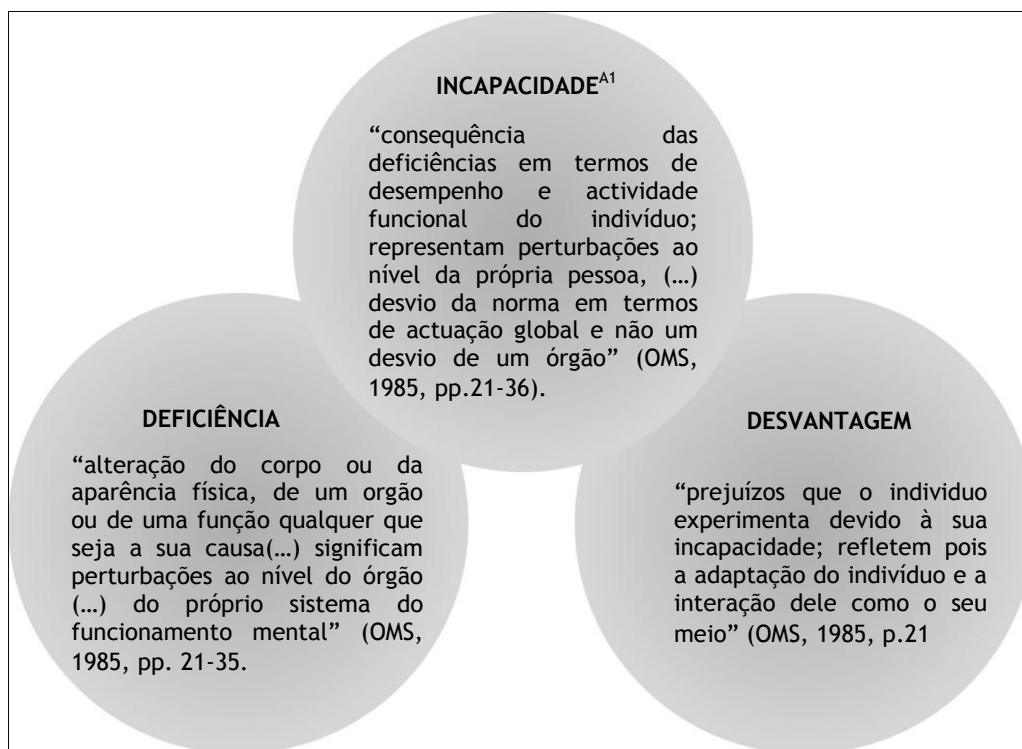 INCAPACIDADE^A1
“consequência das
deficiências em termos de
desempenho e actividade
funcional do indivíduo;
representam perturbações ao
nível da própria pessoa, (…)
desvio da norma em termos
de actuação global e não um
desvio de um órgão” (OMS,
1985, pp.21-36).
DEFICIÊNCIA
“alteração do corpo ou da
aparência física, de um orgão
ou de uma função qualquer que
seja a sua causa(…) significam
perturbações ao nível do órgão
(…) do próprio sistema do
funcionamento mental” (OMS,
1985, pp. 21-35.
DESVANTAGEM
“prejuízos que o individuo
experimenta devido à sua
incapacidade; refletem pois
a adaptação do indivíduo e a
interação dele como o seu
meio” (OMS, 1985, p.21